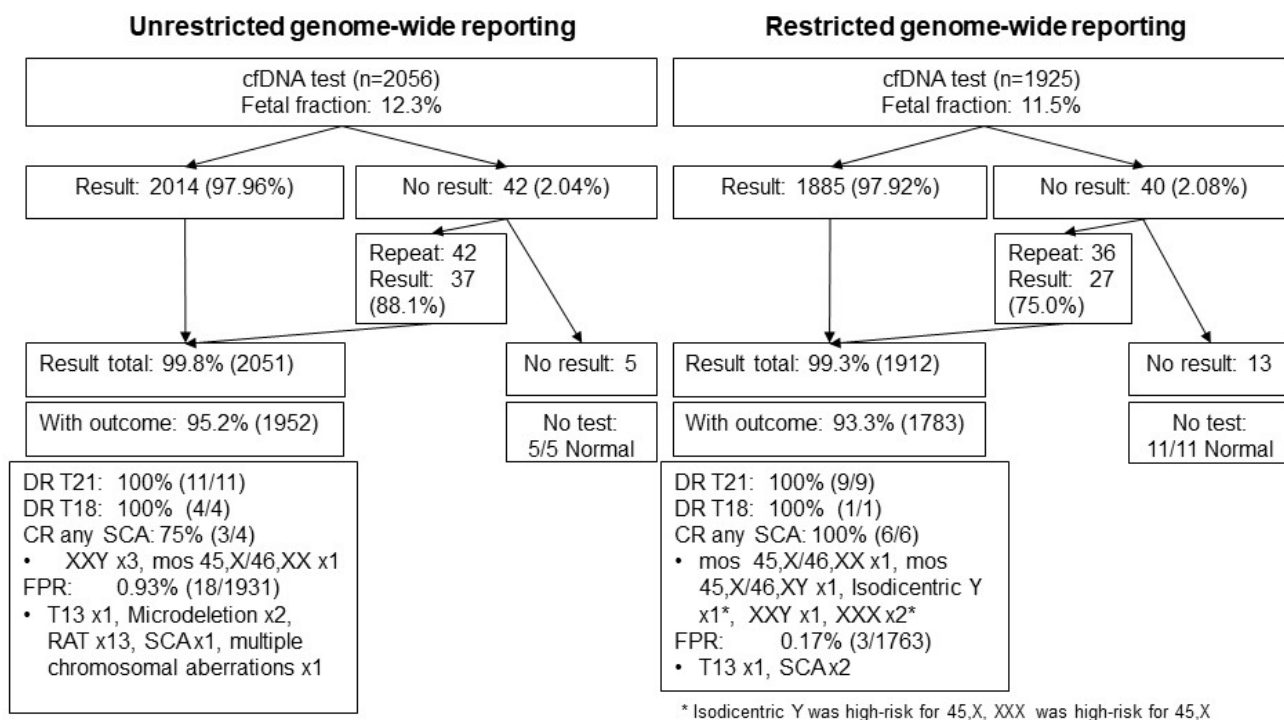 Unrestricted genome-wide reporting
cfDNA test (n=2056)
Fetal fraction: 12.3%
Result: 2014 (97.96%)
No result: 42 (2.04%)
Repeat: 42
Result: 37
(88.1%)
Result total: 99.8% (2051)
No result: 5
With outcome: 95.2% (1952)
No test:
5/5 Normal
DR T21: 100% (11/11)
DR T18: 100% (4/4)
CR any SCA: 75% (3/4)
• XXY x3, mos 45,X/46,XX x1
FPR: 0.93% (18/1931)
• T13 x1, Microdeletion x2,
RAT x13, SCA x1, multiple
chromosomal aberrations x1
Restricted genome-wide reporting
cfDNA test (n=1925)
Fetal fraction: 11.5%
Result: 1885 (97.92%)
No result: 40 (2.08%)
Repeat: 36
Result: 27
(75.0%)
Result total: 99.3% (1912)
No result: 13
With outcome: 93.3% (1783)
No test:
11/11 Normal
DR T21: 100% (9/9)
DR T18: 100% (1/1)
CR any SCA: 100% (6/6)
• mos 45,X/46,XX x1, mos
45,X/46,XY x1, Isodicentric Y
x1*, XXY x1, XXX x2*
FPR: 0.17% (3/1763)
• T13 x1, SCA x2
* Isodicentric Y was high-risk for 45,X, XXX was high-risk for 45,X